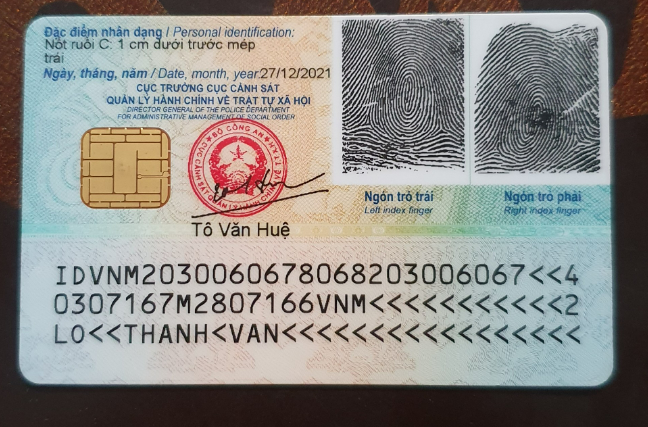 Đặc điểm nhân dạng / Personal identification:
Nốt ruồi C: 1 cm dưới trước mép
trái
Ngày, tháng, năm / Date, month, year: 27/12/2021
CỤC TRƯỞNG CỤC CẢNH SÁT
QUẢN LÝ HÀNH CHÍNH VỀ TRẬT TỰ XÃ HỘI
DIRECTOR GENERAL OF THE POLICE DEPARTMENT
FOR ADMINISTRATIVE MANAGEMENT OF SOCIAL ORDER
BỘ CÔNG AN
Tô Văn Huệ
Ngón trỏ trái
Left index finger
Ngón trỏ phải
Right index finger
IDVNM2030060678068203006067<<4
0307167M2807166VNM<<<<<<<<<<<2
LO<<THANH<VAN<<<<<<<<<<<<<<<<<